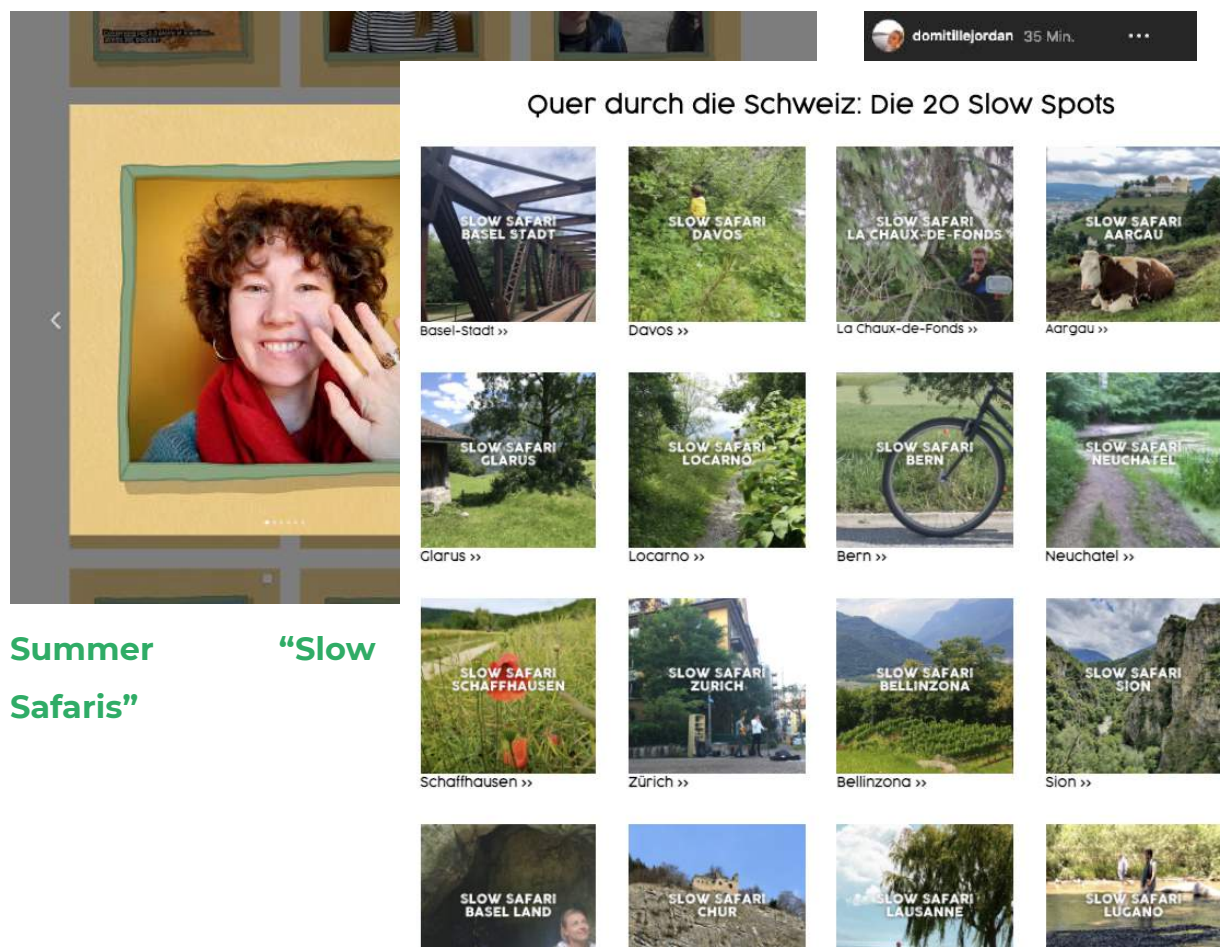 domitillejordan 35 Min.
Quer durch die Schweiz: Die 20 Slow Spots
SLOW SAFARI
BASEL STADT
Basel-Stadt >>
SLOW SAFARI
DAVOS
Davos >>
SLOW SAFARI
LA CHAUX-DE-FONDS
La Chaux-de-Fonds >>
SLOW SAFARI
AARGAU
Aargau >>
SLOW SAFARI
GLARUS
Glarus >>
SLOW SAFARI
LOCARNO
Locarno >>
SLOW SAFARI
BERN
Bern >>
SLOW SAFARI
NEUCHATEL
Neuchatel >>
Summer “Slow
Safaris”
SLOW SAFARI
SCHAFFHAUSEN
Schaffhausen >>
SLOW SAFARI
ZURICH
Zürich >>
SLOW SAFARI
BELLINZONA
Bellinzona >>
SLOW SAFARI
SION
Sion >>
SLOW SAFARI
BASEL LAND
SLOW SAFARI
CHUR
SLOW SAFARI
LAUSANNE
SLOW SAFARI
LUGANO